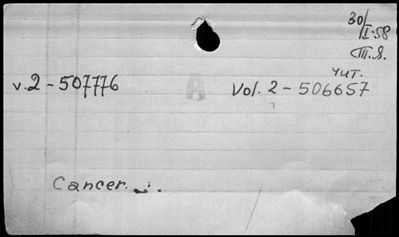 30/I-58
Т.Я.
чит.
v.2 - 507776
Vol. 2 - 506657
Cancer...